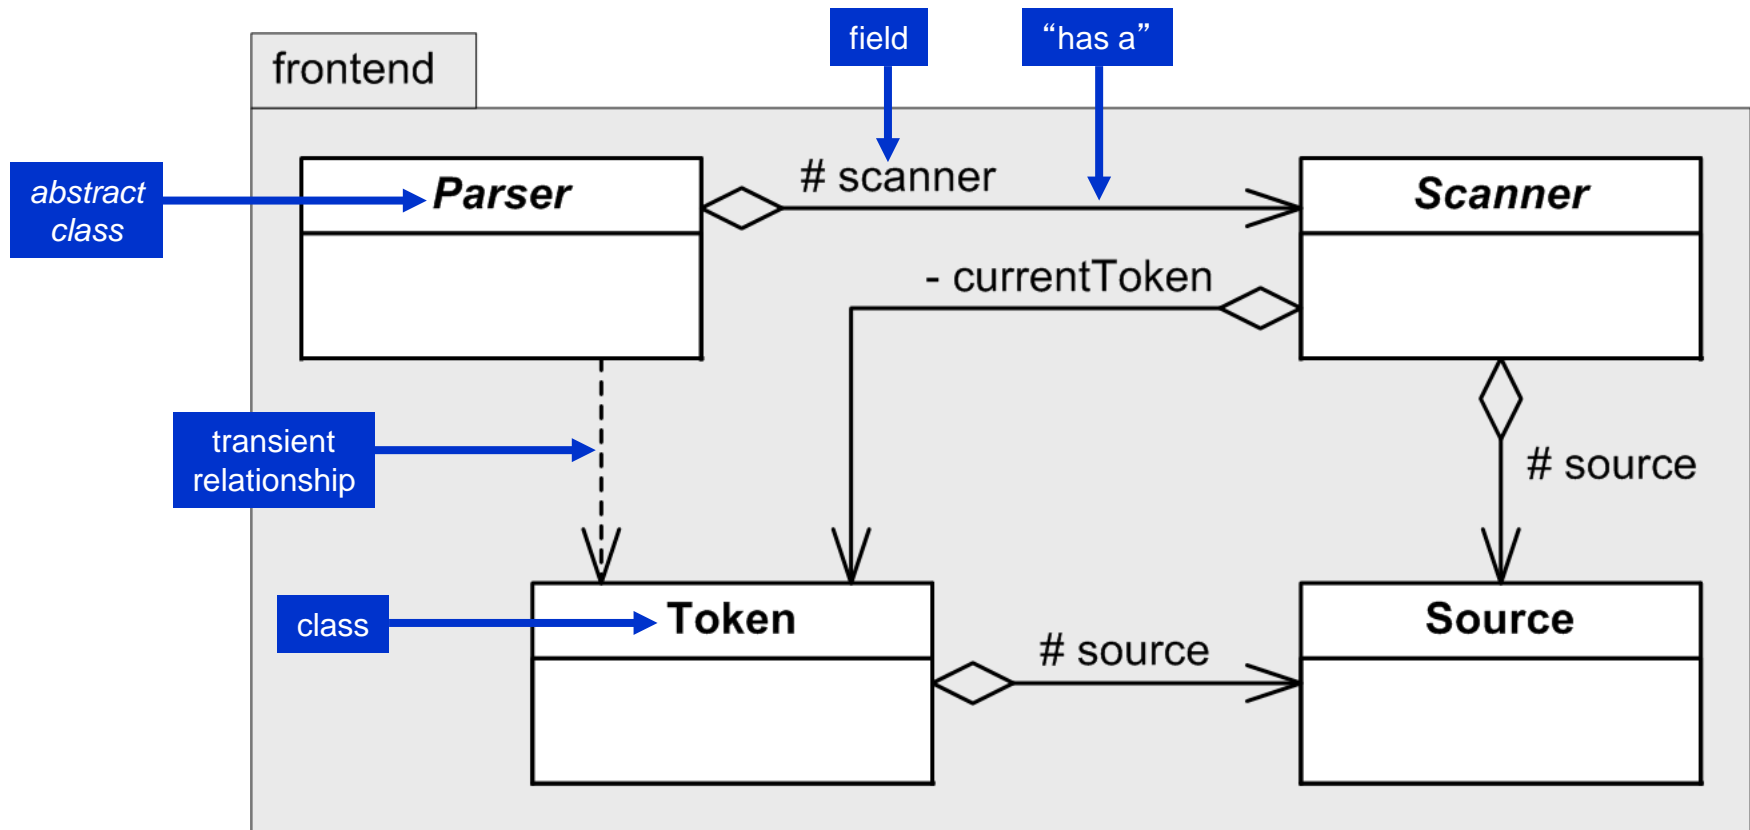 field
“has a”
frontend
abstract
class
Parser
# scanner
Scanner
- currentToken
transient
relationship
# source
class
Token
# source
Source